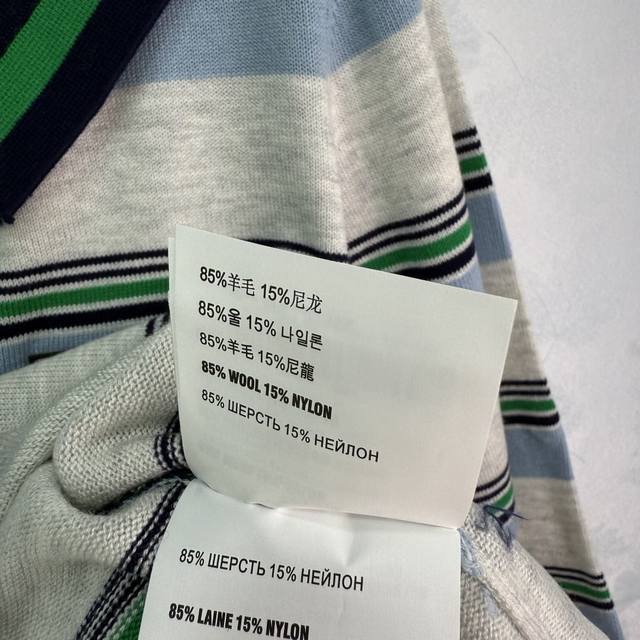 85%羊毛 15%尼龙
85%울 15% 나일론
85%羊毛 15%尼龍
85% WOOL 15% NYLON
85% ШЕРСТЬ 15% НЕЙЛОН
85% ШЕРСТЬ 15% НЕЙЛОН
85% LAINE 15% NYLON